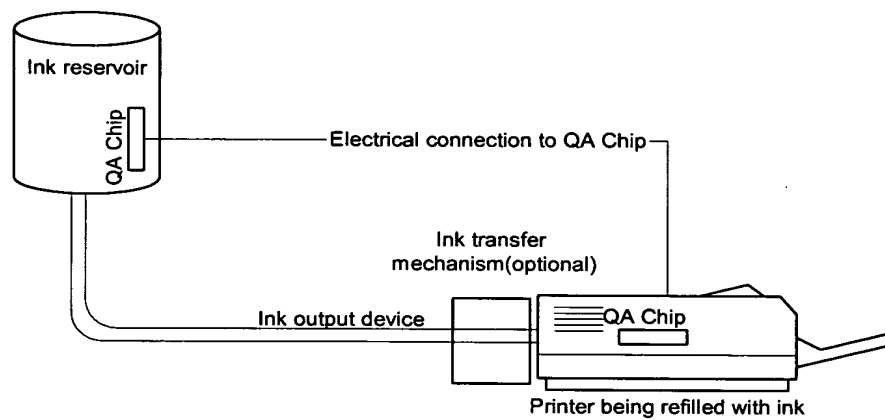 Ink reservoir
QA Chip
Electrical connection to QA Chip
Ink transfer
mechanism(optional)
Ink output device
QA Chip
Printer being refilled with ink